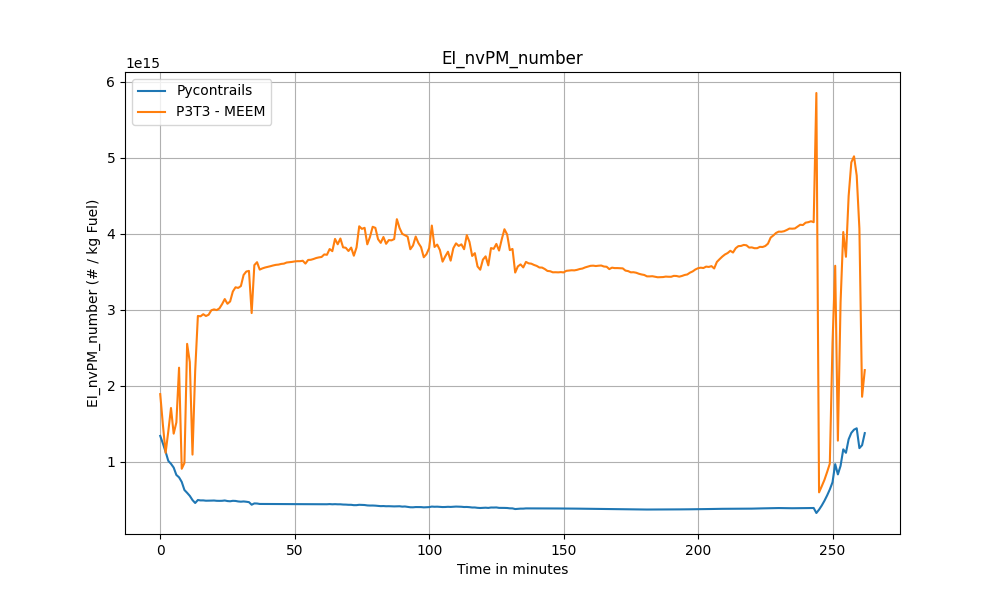 EI_nvPM_number
1e15
Pycontrails
P3T3 - MEEM
EI_nvPM_number (# / kg Fuel)
6
5
4
3
2
1
0 50 100 150 200 250
Time in minutes